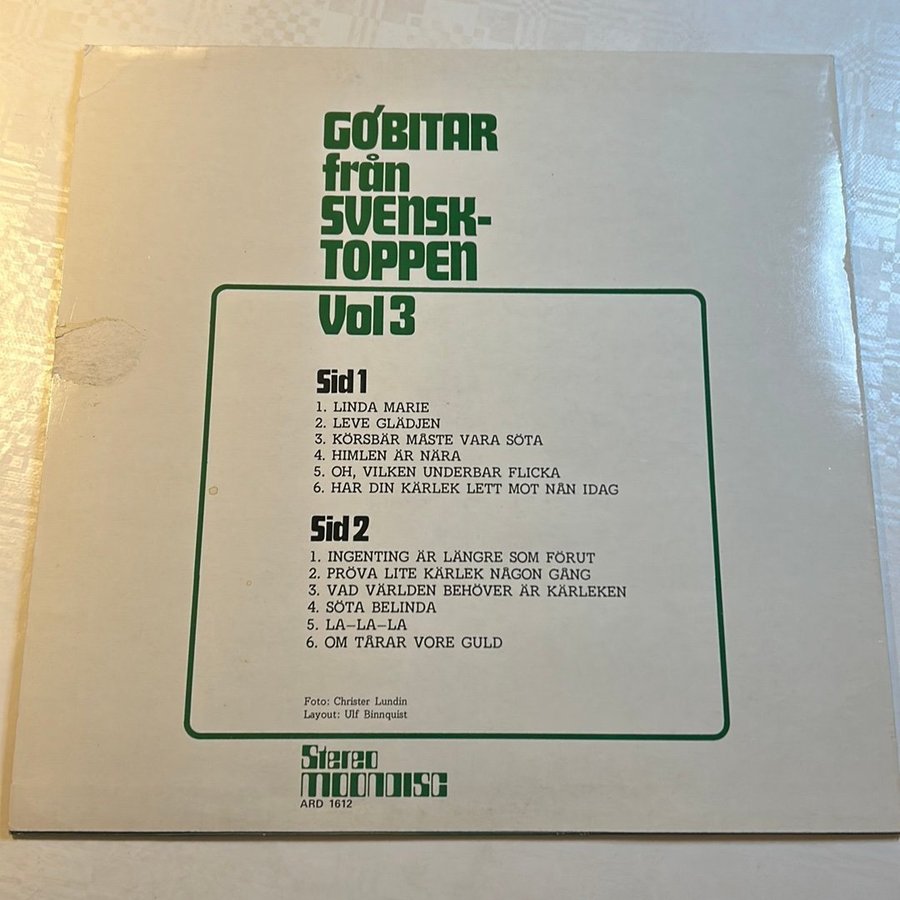 GO'BITAR
från
SVENSK-
TOPPEN
Vol 3
Sid 1
1. LINDA MARIE
2. LEVE GLÄDJEN
3. KÖRSBÄR MÅSTE VARA SÖTA
4. HIMLEN ÄR NÄRA
5. OH, VILKEN UNDERBAR FLICKA
6. HAR DIN KÄRLEK LETT MOT NÅN IDAG
Sid 2
1. INGENTING ÄR LÄNGRE SOM FÖRUT
2. PRÖVA LITE KÄRLEK NÅGON GÅNG
3. VAD VÄRLDEN BEHÖVER ÄR KÄRLEKEN
4. SÖTA BELINDA
5. LA–LA–LA
6. OM TÅRAR VORE GULD
Foto: Christer Lundin
Layout: Ulf Binnquist
Stereo
MOONDISC
ARD 1612